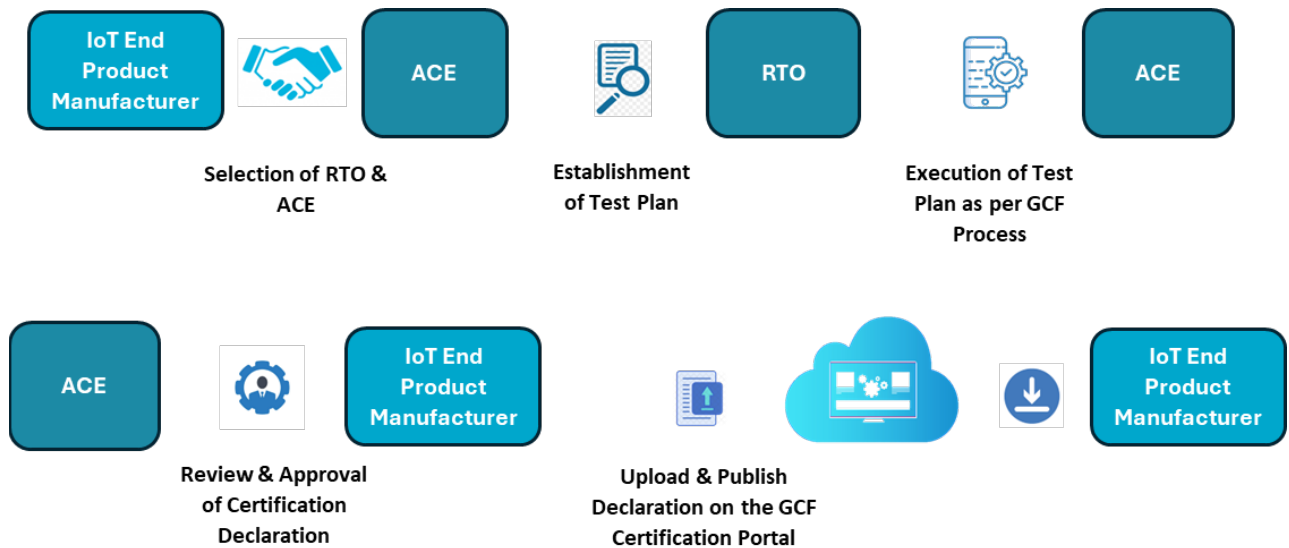 IoT End
Product
Manufacturer
ACE
RTO
ACE
Selection of RTO &
ACE
Establishment
of Test Plan
Execution of Test
Plan as per GCF
Process
ACE
IoT End
Product
Manufacturer
IoT End
Product
Manufacturer
Review & Approval
of Certification
Declaration
Upload & Publish
Declaration on the GCF
Certification Portal